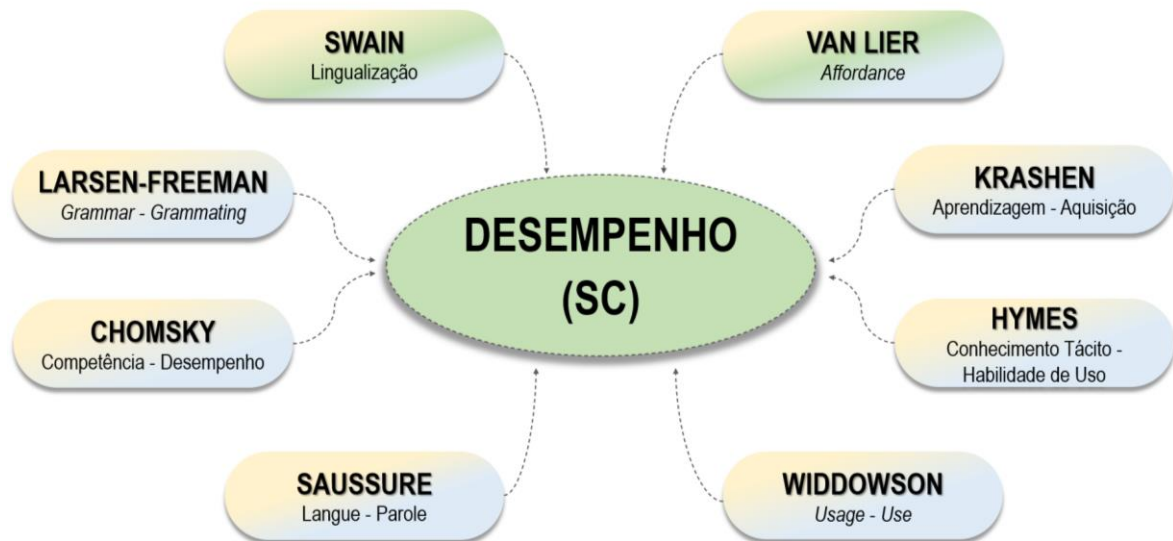 SWAIN
Lingualização
VAN LIER
Affordance
LARSEN-FREEMAN
Grammar - Grammating
KRASHEN
Aprendizagem - Aquisição
DESEMPENHO
(SC)
CHOMSKY
Competência - Desempenho
HYMES
Conhecimento Tácito -
Habilidade de Uso
SAUSSURE
Langue - Parole
WIDDOWSON
Usage - Use